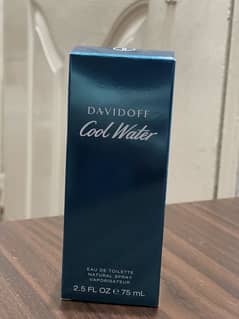 DAVIDOFF
Cool Water
EAU DE TOILETTE
NATURAL SPRAY
VAPORISATEUR
2.5 FL OZ ℮ 75 mL